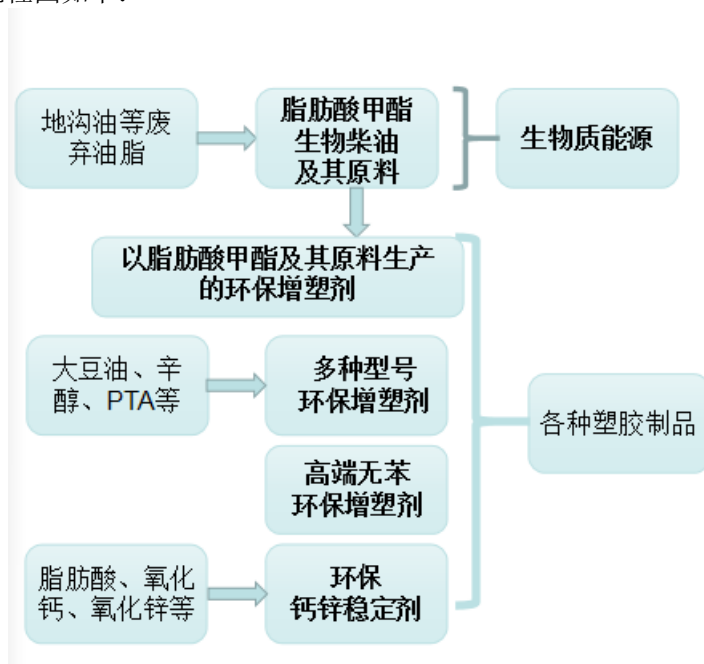 地沟油等废
弃油脂
脂肪酸甲酯
生物柴油
及其原料
生物质能源
以脂肪酸甲酯及其原料生产
的环保增塑剂
大豆油、辛
醇、PTA等
多种型号
环保增塑剂
各种塑胶制品
高端无苯
环保增塑剂
脂肪酸、氧化
钙、氧化锌等
环保
钙锌稳定剂